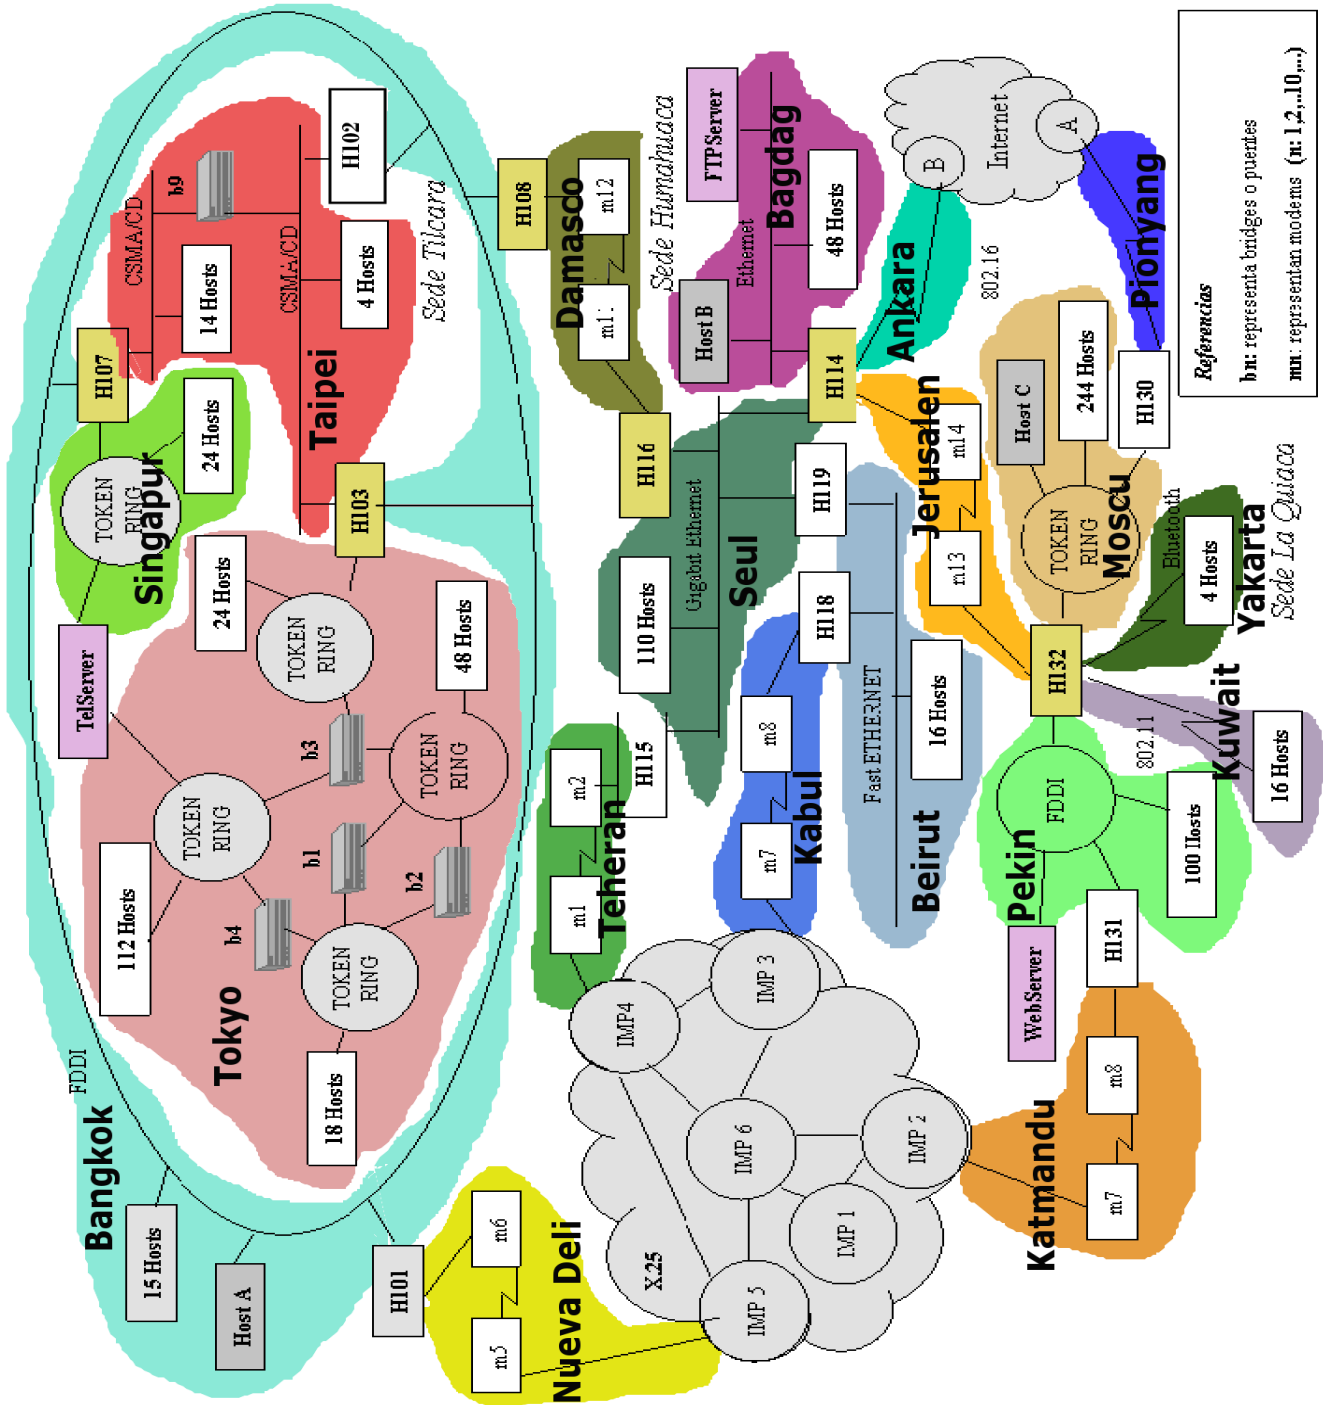 Bangkok
FDDI
15 Hosts
Host A
H101
Tokyo
112 Hosts
TOKEN
RING
b4
18 Hosts
TOKEN
RING
b1
b2
b3
TOKEN
RING
48 Hosts
24 Hosts
TOKEN
RING
TelServer
Singapur
TOKEN
RING
24 Hosts
H107
H103
Taipei
CSMA/CD
14 Hosts
b9
CSMA/CD
4 Hosts
H102
Sede Tilcara
H108
Nueva Deli
m5
m6
X.25
IMP 5
IMP 1
IMP 6
IMP 2
IMP4
IMP 3
Teheran
m1
m2
H115
Seul
110 Hosts
Gigabit Ethernet
H116
H119
Damasco
m1:
m12
Sede Humahuaca
Bagdag
Host B
Ethernet
FTPServer
48 Hosts
H114
Kabul
m7
m8
H118
Beirut
Fast ETHERNET
16 Hosts
Ankara
802.16
B
Internet
A
Jerusalen
m13
m14
Katmandu
m7
m8
H131
WebServer
Pekin
FDDI
100 Hosts
H132
802.11
Kuwait
16 Hosts
Moscu
TOKEN
RING
Host C
244 Hosts
H130
Pionyang
Yakarta
Bluetooth
4 Hosts
Sede La Quiaca
Referencias
bn: representa bridges o puentes
mn: representan modems (n: 1,2,..10,...)